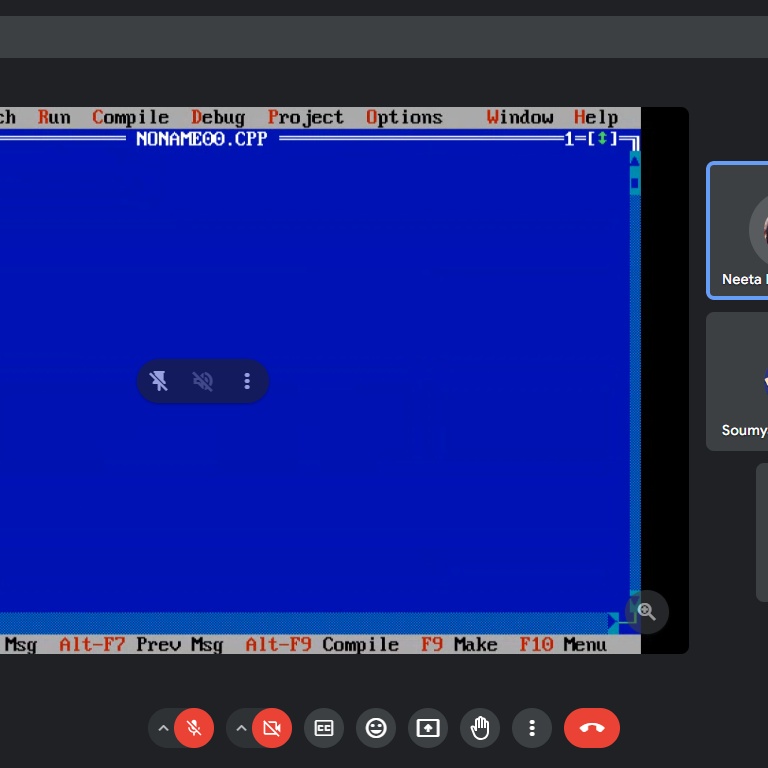 Run Compile Debug Project Options Window Help
NONAME00.CPP 1=[↕]
Neeta
Soumy
Msg Alt-F7 Prev Msg Alt-F9 Compile F9 Make F10 Menu
CC